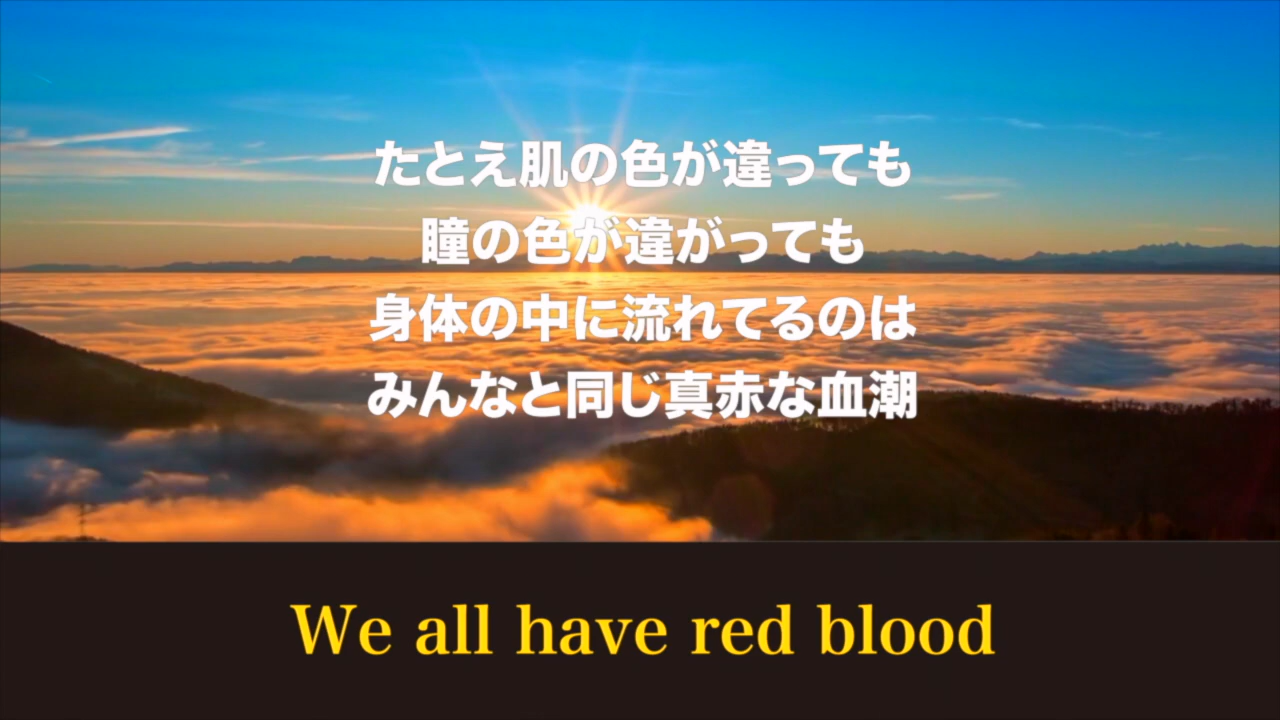 たとえ肌の色が違っても
瞳の色が違がっても
身体の中に流れてるのは
みんなと同じ真赤な血潮
We all have red blood